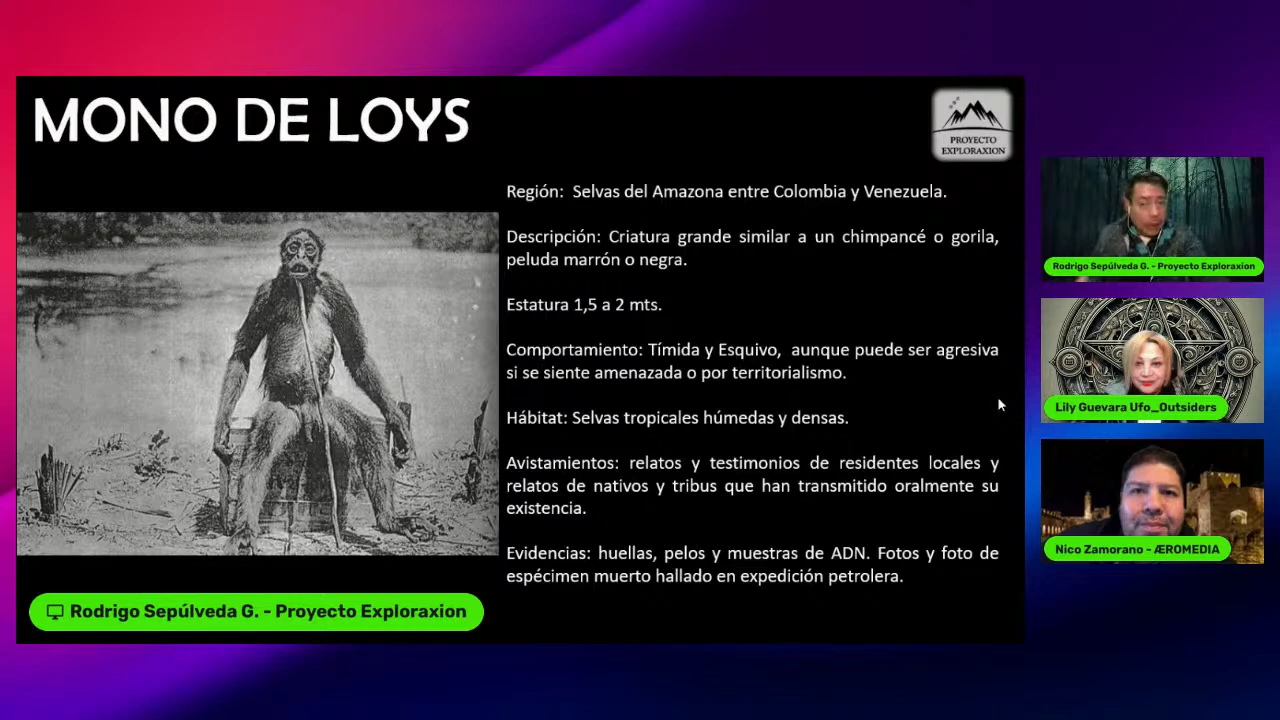 MONO DE LOYS
PROYECTO
EXPLORAXION
Región: Selvas del Amazona entre Colombia y Venezuela.
Descripción: Criatura grande similar a un chimpancé o gorila,
peluda marrón o negra.
Estatura 1,5 a 2 mts.
Comportamiento: Tímida y Esquivo, aunque puede ser agresiva
si se siente amenazada o por territorialismo.
Hábitat: Selvas tropicales húmedas y densas.
Avistamientos: relatos y testimonios de residentes locales y
relatos de nativos y tribus que han transmitido oralmente su
existencia.
Evidencias: huellas, pelos y muestras de ADN. Fotos y foto de
espécimen muerto hallado en expedición petrolera.
Rodrigo Sepúlveda G. - Proyecto Exploraxion
Rodrigo Sepúlveda G. - Proyecto Exploraxion
Lily Guevara Ufo_Outsiders
Nico Zamorano - ÆROMEDIA